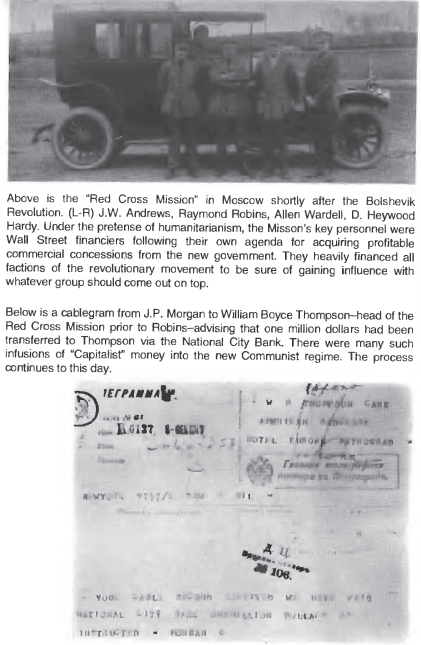 Above is the "Red Cross Mission" in Moscow shortly after the Bolshevik
Revolution. (L-R) J.W. Andrews, Raymond Robins, Allen Wardell, D. Heywood
Hardy. Under the pretense of humanitarianism, the Misson's key personnel were
Wall Street financiers following their own agenda for acquiring profitable
commercial concessions from the new government. They heavily financed all
factions of the revolutionary movement to be sure of gaining influence with
whatever group should come out on top.
Below is a cablegram from J.P. Morgan to William Boyce Thompson–head of the
Red Cross Mission prior to Robins–advising that one million dollars had been
transferred to Thompson via the National City Bank. There were many such
infusions of "Capitalist" money into the new Communist regime. The process
continues to this day.
ТЕГРАММА
W B THOMPSON CARE
HOTEL EUROPE PETROGRAD
Д. Ц.
№ 106.
YOUR CABLE SECOND RECEIVED WE HAVE PAID
NATIONAL CITY BANK
INSTRUCTED - MORGAN